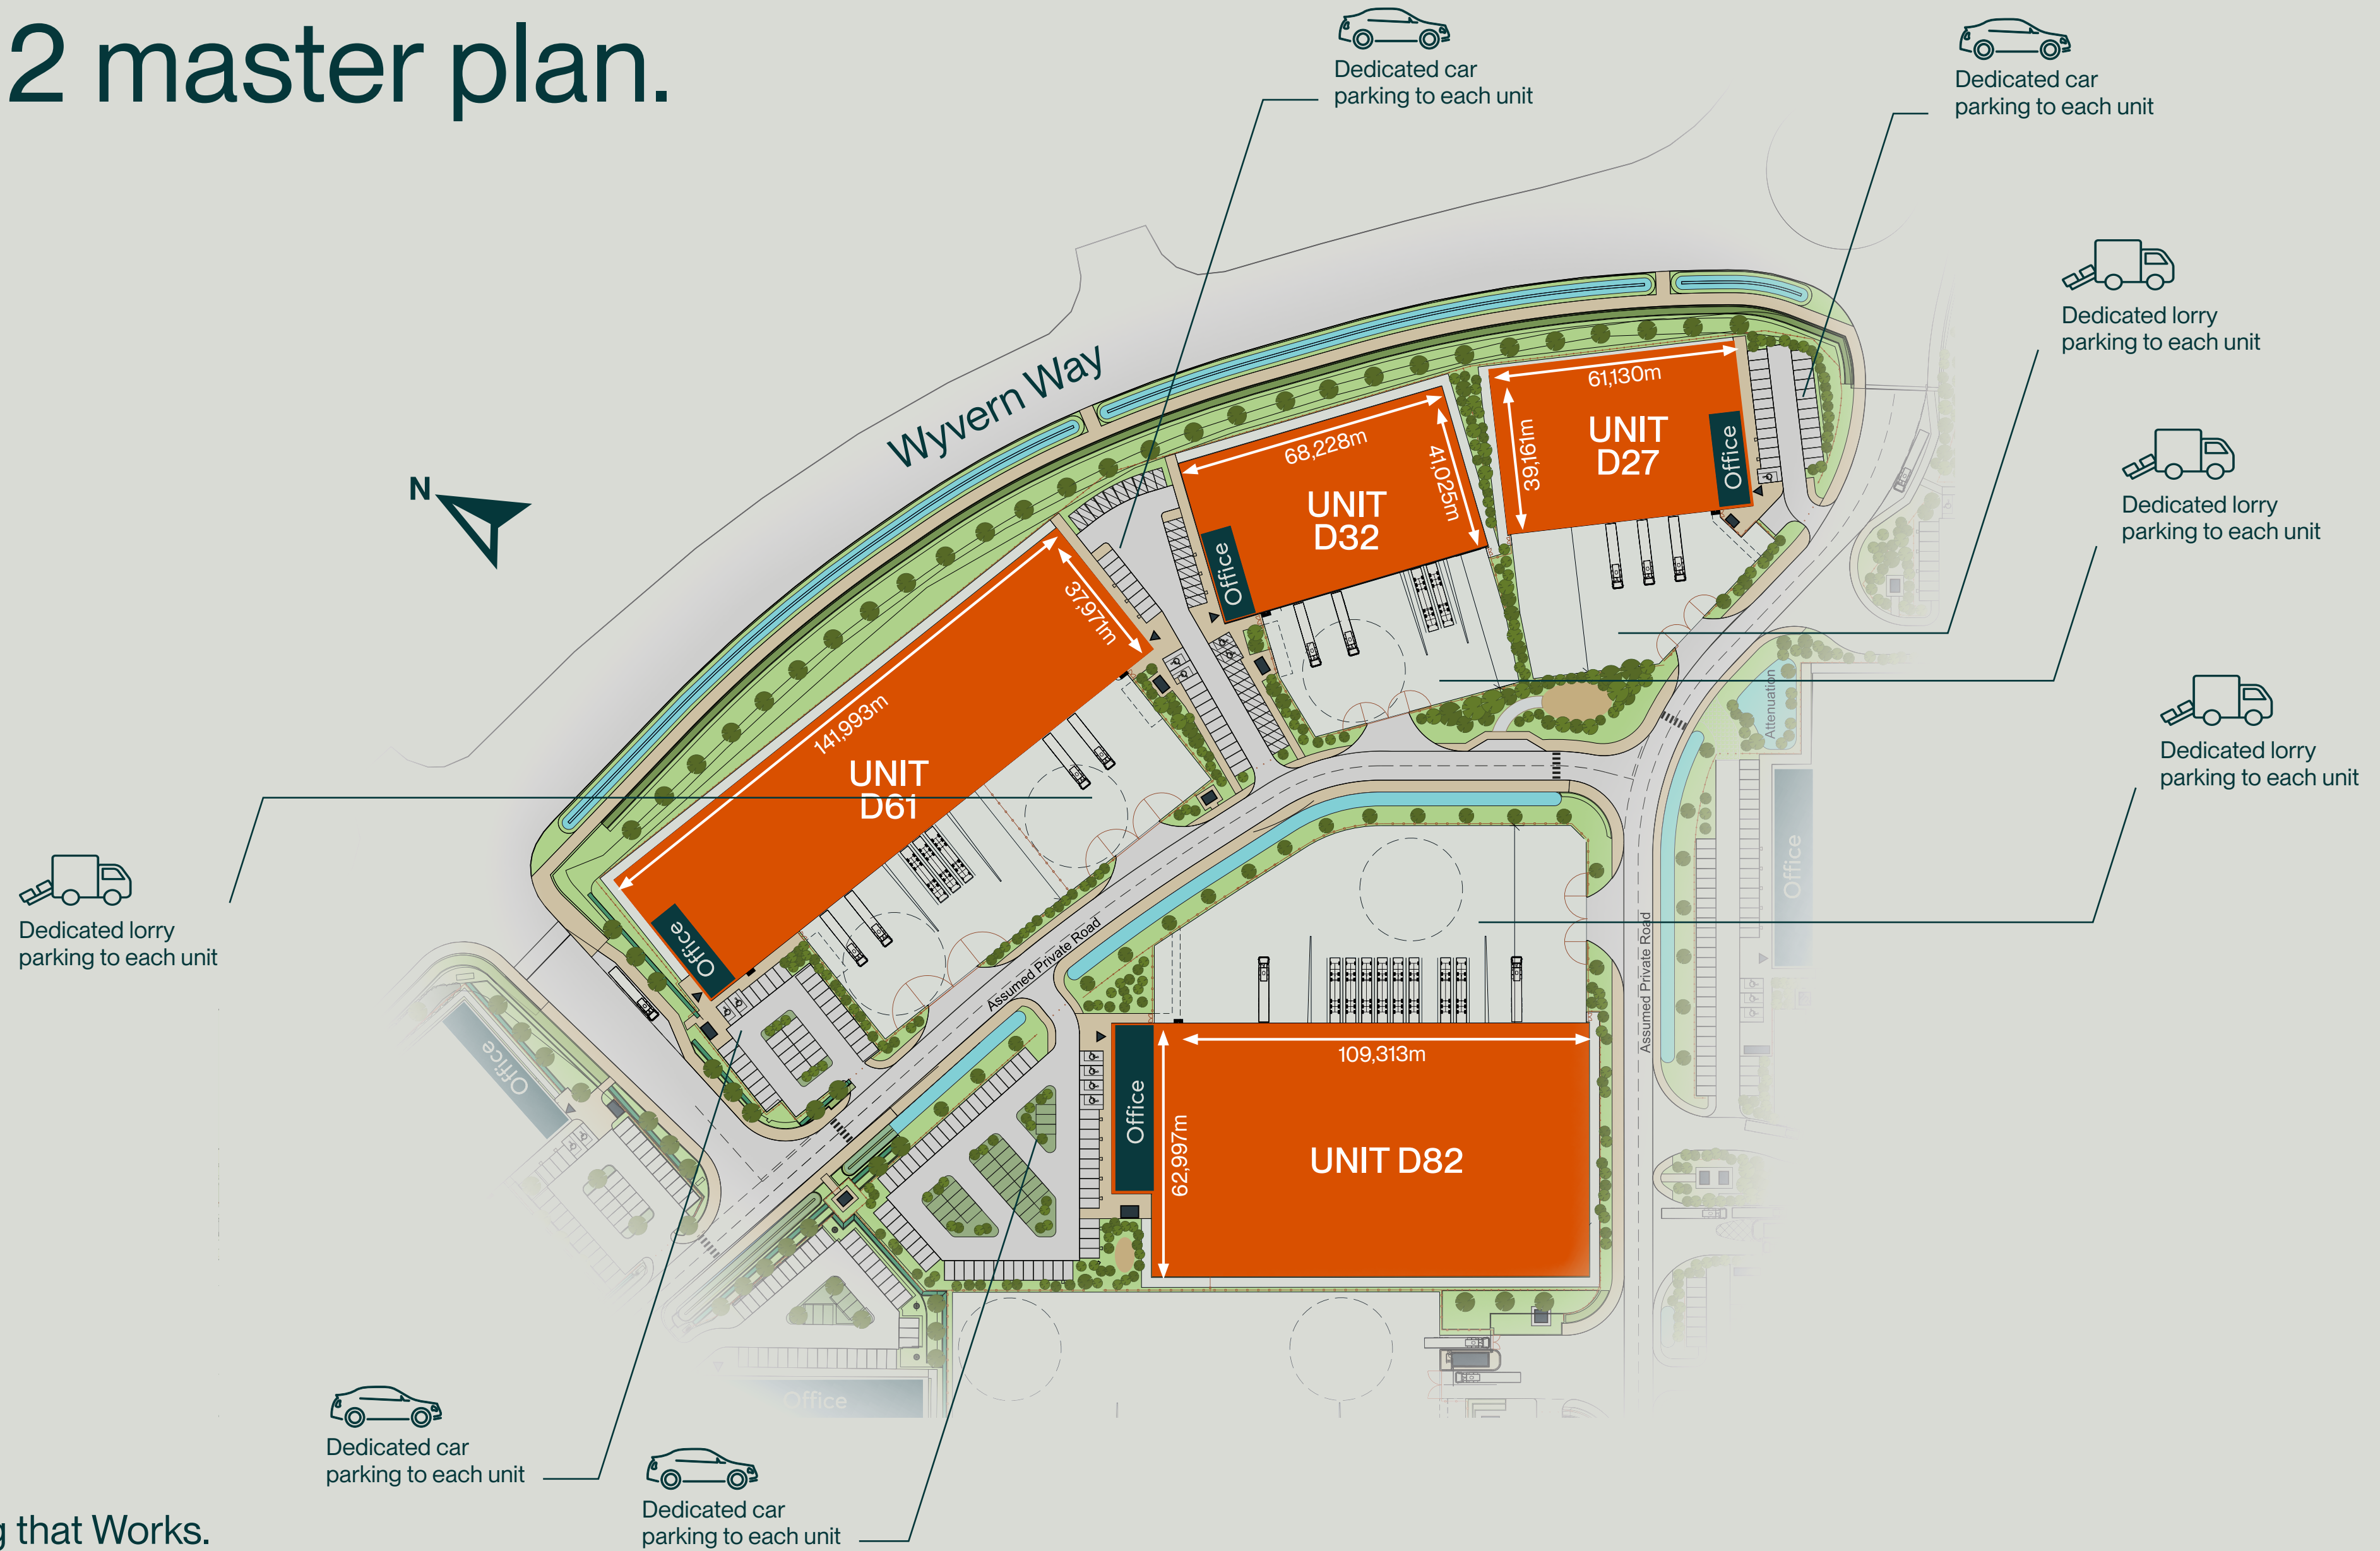 2 master plan.
Dedicated car
parking to each unit
Dedicated car
parking to each unit
Dedicated lorry
parking to each unit
Wyvern Way
61,130m
UNIT
D27
39,161m
Office
68,228m
41,025m
UNIT
D32
Office
N
Dedicated lorry
parking to each unit
37,971m
141,993m
UNIT
D61
Office
Attenuation
Dedicated lorry
parking to each unit
Office
Dedicated lorry
parking to each unit
Assumed Private Road
Assumed Private Road
Office
109,313m
Office
62,997m
UNIT D82
Office
Dedicated car
parking to each unit
Dedicated car
parking to each unit
g that Works.